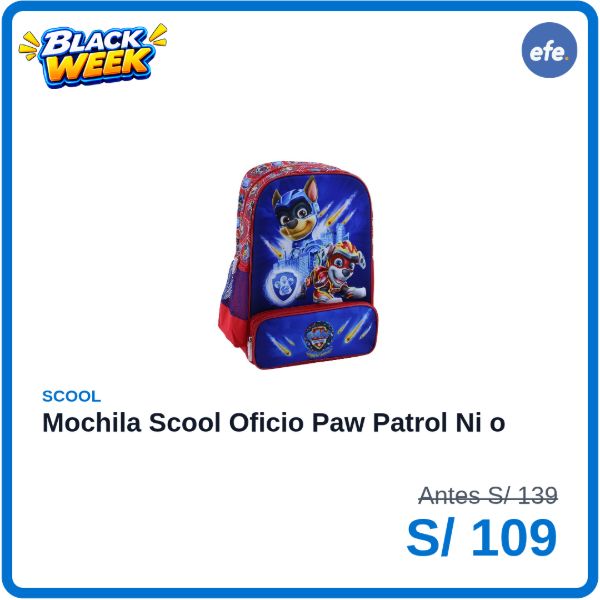 BLACK
WEEK
efe.
SCOOL
Mochila Scool Oficio Paw Patrol Ni o
Antes S/ 139
S/ 109